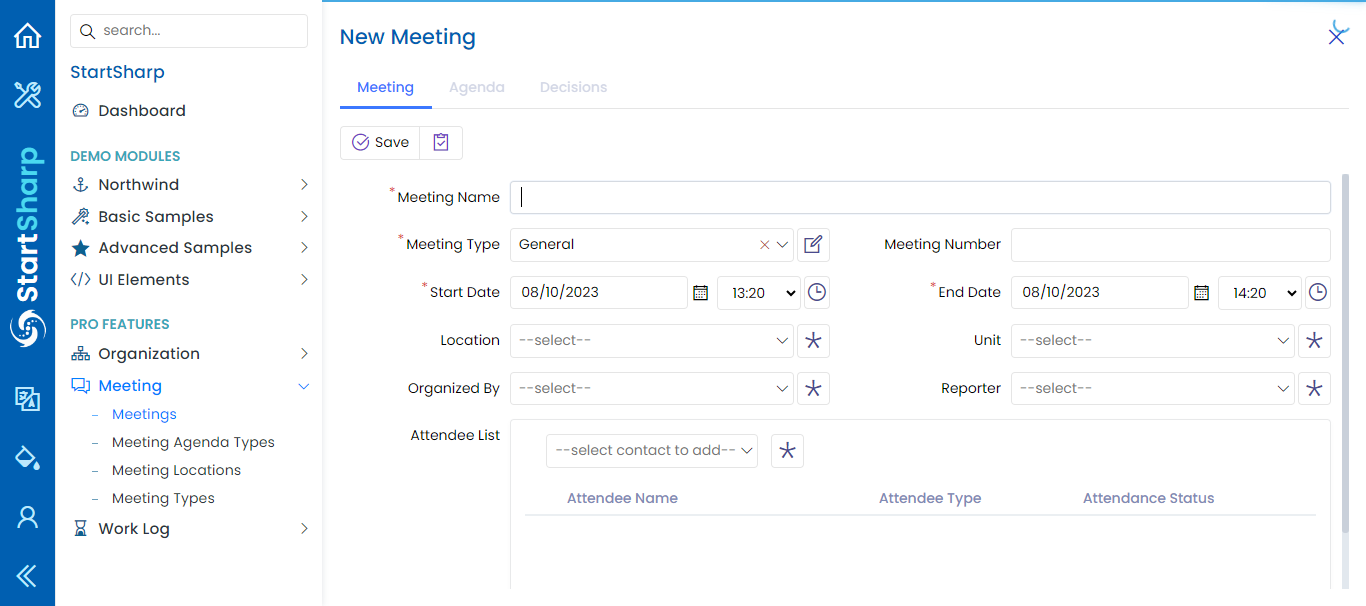 StartSharp
search...
StartSharp
Dashboard
DEMO MODULES
Northwind
Basic Samples
Advanced Samples
UI Elements
PRO FEATURES
Organization
Meeting
Meetings
Meeting Agenda Types
Meeting Locations
Meeting Types
Work Log
New Meeting
Meeting Agenda Decisions
Save
* Meeting Name
* Meeting Type General Meeting Number
* Start Date 08/10/2023 13:20 * End Date 08/10/2023 14:20
Location --select-- Unit --select--
Organized By --select-- Reporter --select--
Attendee List
--select contact to add--
Attendee Name Attendee Type Attendance Status